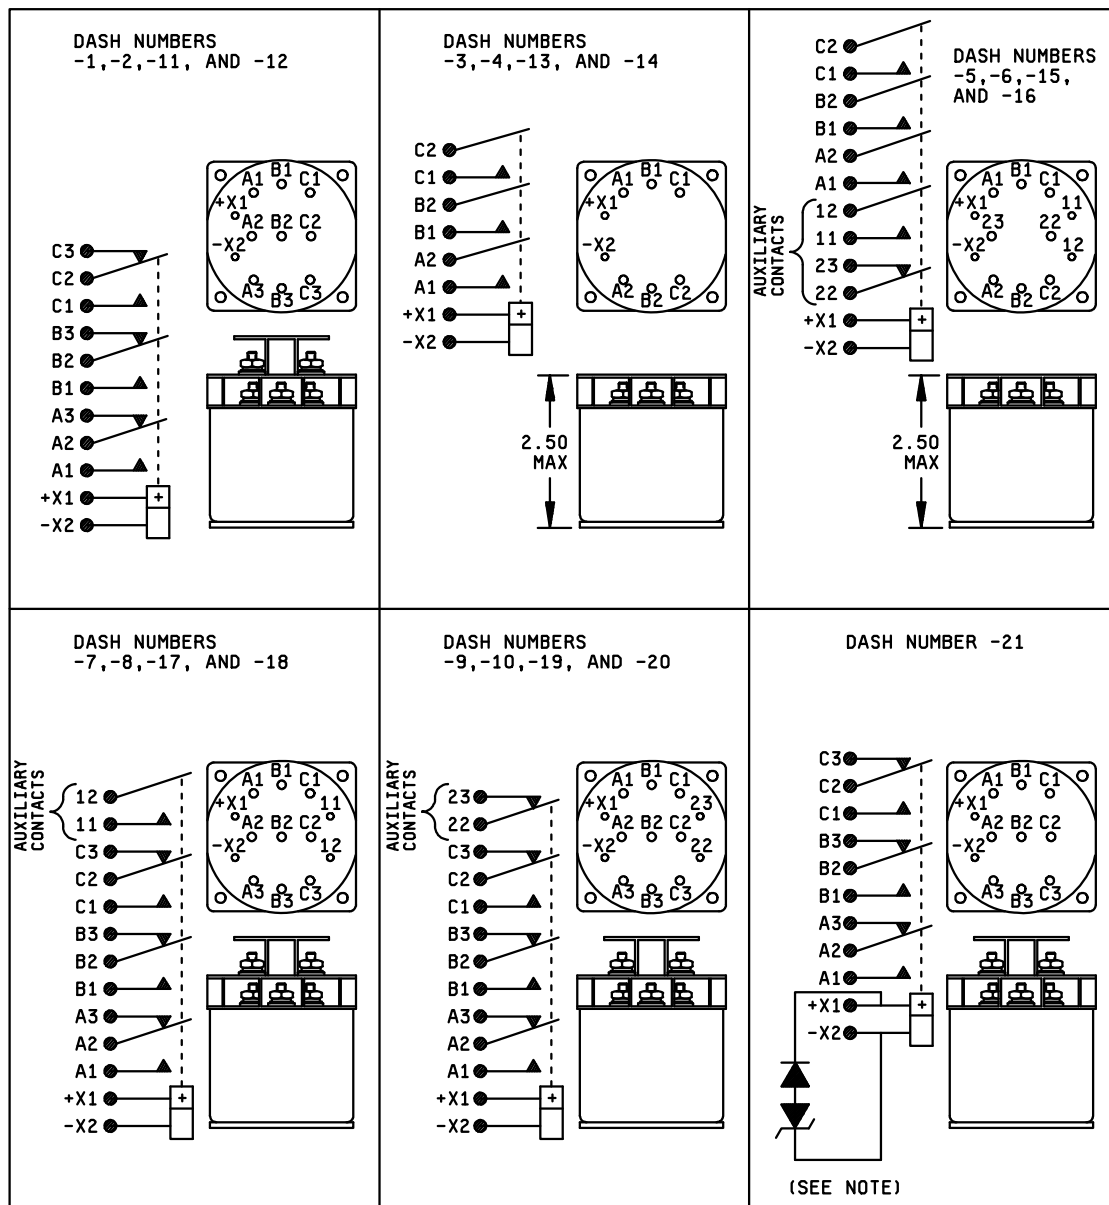 DASH NUMBERS
-1,-2,-11, AND -12
C3
C2
C1
B3
B2
B1
A3
A2
A1
+X1
-X2
A1 B1 C1
+X1
A2 B2 C2
-X2
A3 B3 C3
DASH NUMBERS
-3,-4,-13, AND -14
C2
C1
B2
B1
A2
A1
+X1
-X2
A1 B1 C1
+X1
-X2
A2 B2 C2
2.50
MAX
DASH NUMBERS
-5,-6,-15,
AND -16
C2
C1
B2
B1
A2
A1
12
11
23
22
+X1
-X2
AUXILIARY
CONTACTS
A1 B1 C1
+X1 11
23 22
-X2 12
A2 B2 C2
2.50
MAX
DASH NUMBERS
-7,-8,-17, AND -18
AUXILIARY
CONTACTS
12
11
C3
C2
C1
B3
B2
B1
A3
A2
A1
+X1
-X2
A1 B1 C1
+X1 11
A2 B2 C2
-X2 12
A3 B3 C3
DASH NUMBERS
-9,-10,-19, AND -20
AUXILIARY
CONTACTS
23
22
C3
C2
C1
B3
B2
B1
A3
A2
A1
+X1
-X2
A1 B1 C1
+X1 23
A2 B2 C2
-X2 22
A3 B3 C3
DASH NUMBER -21
C3
C2
C1
B3
B2
B1
A3
A2
A1
+X1
-X2
A1 B1 C1
+X1
A2 B2 C2
-X2
A3 B3 C3
(SEE NOTE)